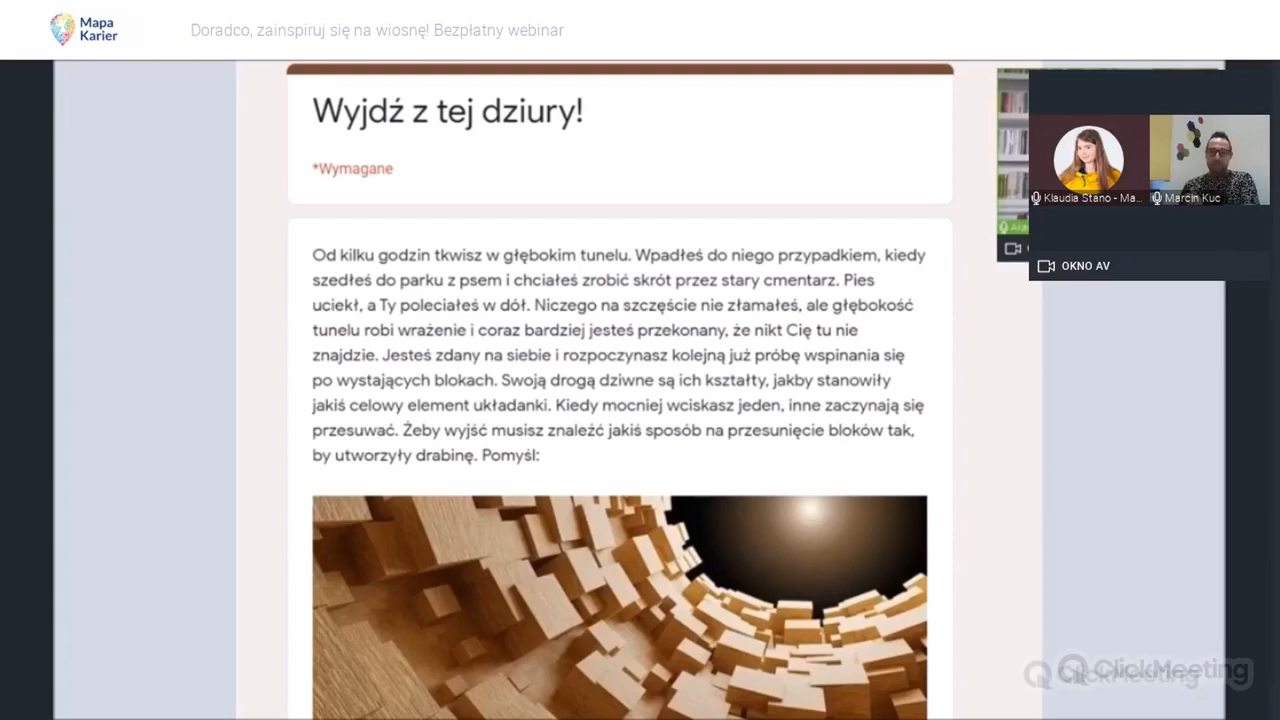 Mapa
Karier
Doradco, zainspiruj się na wiosnę! Bezpłatny webinar
Wyjdź z tej dziury!
*Wymagane
Od kilku godzin tkwisz w głębokim tunelu. Wpadłeś do niego przypadkiem, kiedy
szedłeś do parku z psem i chciałeś zrobić skrót przez stary cmentarz. Pies
uciekł, a Ty poleciałeś w dół. Niczego na szczęście nie złamałeś, ale głębokość
tunelu robi wrażenie i coraz bardziej jesteś przekonany, że nikt Cię tu nie
znajdzie. Jesteś zdany na siebie i rozpoczynasz kolejną już próbę wspinania się
po wystających blokach. Swoją drogą dziwne są ich kształty, jakby stanowiły
jakiś celowy element układanki. Kiedy mocniej wciskasz jeden, inne zaczynają się
przesuwać. Żeby wyjść musisz znaleźć jakiś sposób na przesunięcie bloków tak,
by utworzyły drabinę. Pomyśl:
Klaudia Stano - Ma...
Marcin Kuc
OKNO AV
ClickMeeting
ClickMeeting